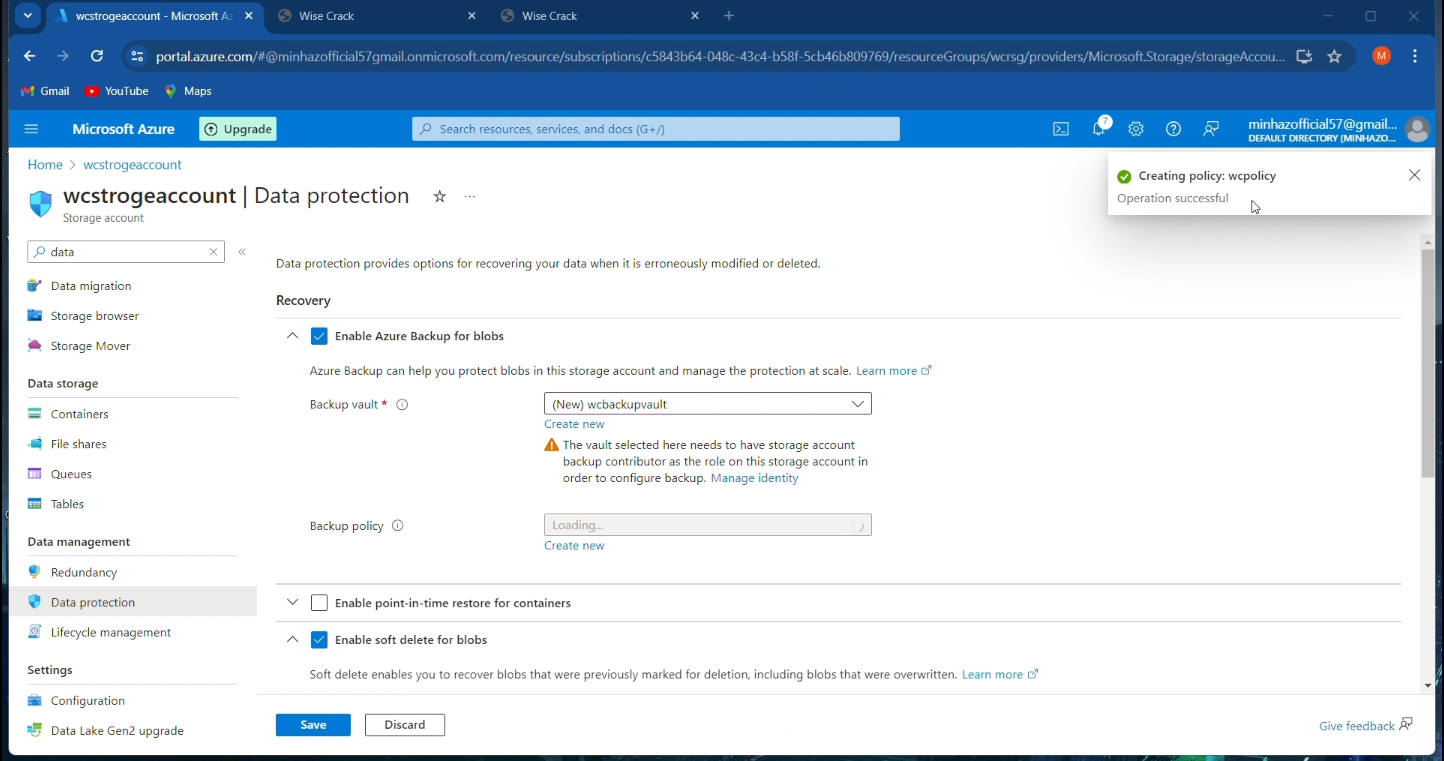 wcstrogeaccount - Microsoft Az
Wise Crack
Wise Crack
portal.azure.com/#@minhazofficial57gmail.onmicrosoft.com/resource/subscriptions/c5843b64-048c-43c4-b58f-5cb46b809769/resourceGroups/wcrsg/providers/Microsoft.Storage/storageAccou...
M
Gmail
YouTube
Maps
Microsoft Azure
Upgrade
Search resources, services, and docs (G+/)
7
minhazofficial57@gmail...
DEFAULT DIRECTORY (MINHAZO...
Home > wcstrogeaccount
Creating policy: wcpolicy
Operation successful
wcstrogeaccount | Data protection
Storage account
data
Data migration
Storage browser
Storage Mover
Data storage
Containers
File shares
Queues
Tables
Data management
Redundancy
Data protection
Lifecycle management
Settings
Configuration
Data Lake Gen2 upgrade
Data protection provides options for recovering your data when it is erroneously modified or deleted.
Recovery
Enable Azure Backup for blobs
Azure Backup can help you protect blobs in this storage account and manage the protection at scale. Learn more
Backup vault *
(New) wcbackupvault
Create new
The vault selected here needs to have storage account
backup contributor as the role on this storage account in
order to configure backup. Manage identity
Backup policy
Loading...
Create new
Enable point-in-time restore for containers
Enable soft delete for blobs
Soft delete enables you to recover blobs that were previously marked for deletion, including blobs that were overwritten. Learn more
Save
Discard
Give feedback